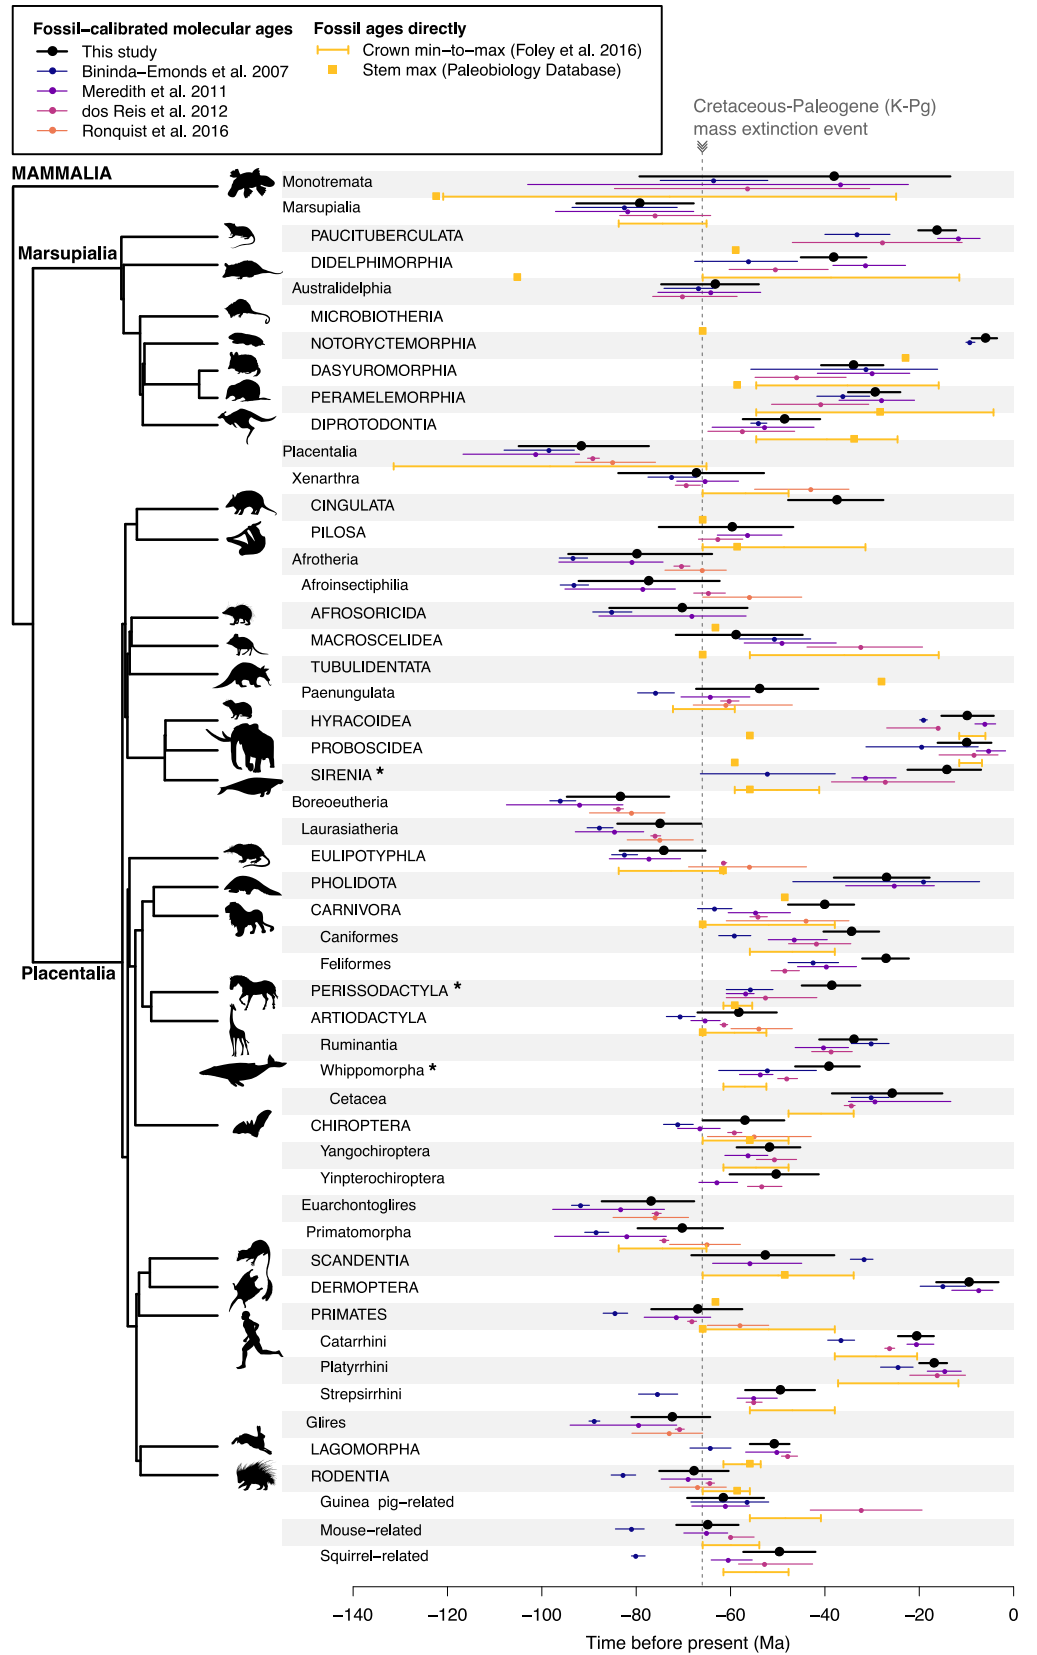 Fossil–calibrated molecular ages
This study
Bininda–Emonds et al. 2007
Meredith et al. 2011
dos Reis et al. 2012
Ronquist et al. 2016
Fossil ages directly
Crown min–to–max (Foley et al. 2016)
Stem max (Paleobiology Database)
Cretaceous-Paleogene (K-Pg)
mass extinction event
MAMMALIA
Marsupialia
Placentalia
Monotremata
Marsupialia
PAUCITUBERCULATA
DIDELPHIMORPHIA
Australidelphia
MICROBIOTHERIA
NOTORYCTEMORPHIA
DASYUROMORPHIA
PERAMELEMORPHIA
DIPROTODONTIA
Placentalia
Xenarthra
CINGULATA
PILOSA
Afrotheria
Afroinsectiphilia
AFROSORICIDA
MACROSCELIDEA
TUBULIDENTATA
Paenungulata
HYRACOIDEA
PROBOSCIDEA
SIRENIA *
Boreoeutheria
Laurasiatheria
EULIPOTYPHLA
PHOLIDOTA
CARNIVORA
Caniformes
Feliformes
PERISSODACTYLA *
ARTIODACTYLA
Ruminantia
Whippomorpha *
Cetacea
CHIROPTERA
Yangochiroptera
Yinpterochiroptera
Euarchontoglires
Primatomorpha
SCANDENTIA
DERMOPTERA
PRIMATES
Catarrhini
Platyrrhini
Strepsirrhini
Glires
LAGOMORPHA
RODENTIA
Guinea pig–related
Mouse–related
Squirrel–related
−140 −120 −100 −80 −60 −40 −20 0
Time before present (Ma)